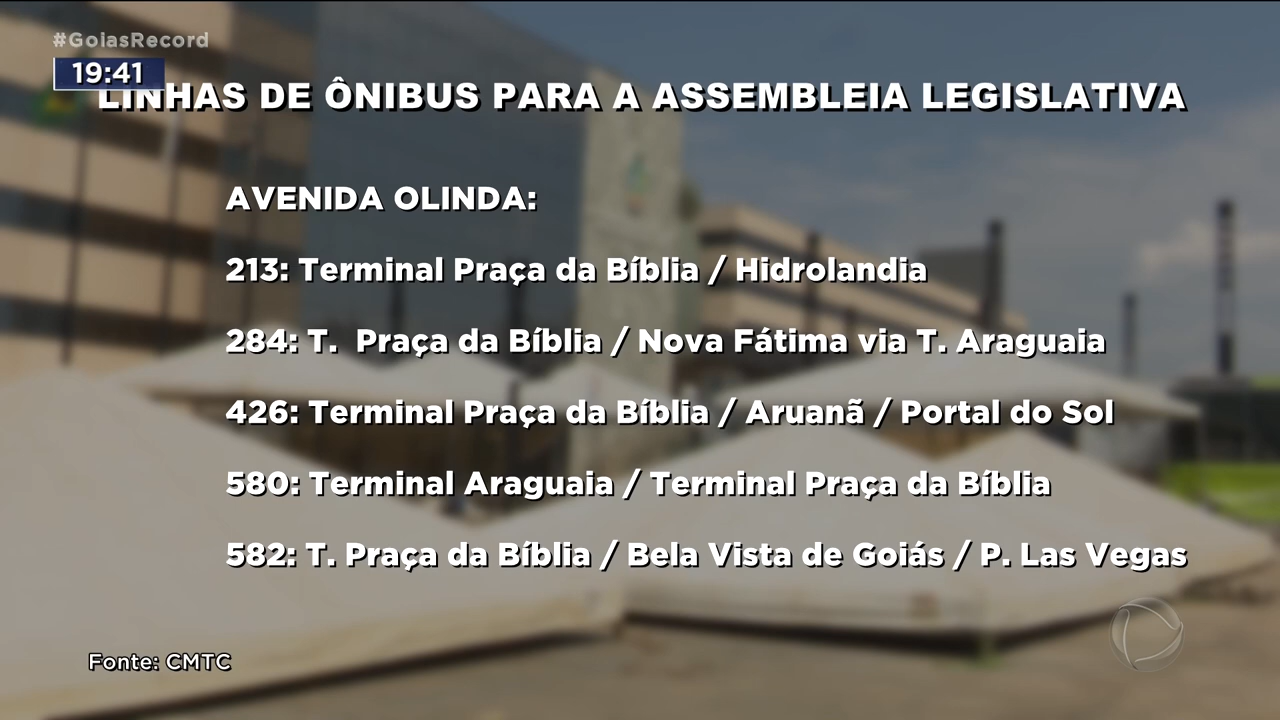 #GoiasRecord
19:41
LINHAS DE ÔNIBUS PARA A ASSEMBLEIA LEGISLATIVA
AVENIDA OLINDA:
213: Terminal Praça da Bíblia / Hidrolandia
284: T. Praça da Bíblia / Nova Fátima via T. Araguaia
426: Terminal Praça da Bíblia / Aruanã / Portal do Sol
580: Terminal Araguaia / Terminal Praça da Bíblia
582: T. Praça da Bíblia / Bela Vista de Goiás / P. Las Vegas
Fonte: CMTC